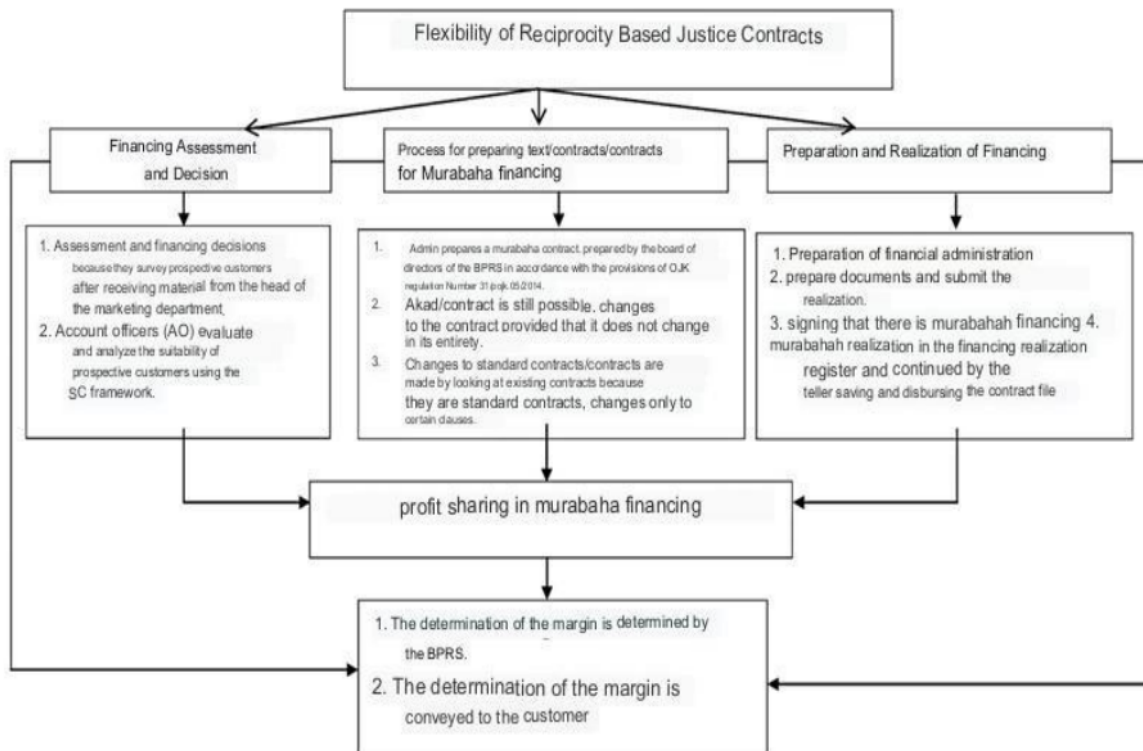 Flexibility of Reciprocity Based Justice Contracts
Financing Assessment
and Decision
Process for preparing text/contracts/contracts
for Murabaha financing
Preparation and Realization of Financing
1. Assessment and financing decisions
because they survey prospective customers
after receiving material from the head of
the marketing department,
2. Account officers (AO) evaluate
and analyze the suitability of
prospective customers using the
SC framework.
1. Admin prepares a murabaha contract, prepared by the board of
directors of the BPRS in accordance with the provisions of OJK
regulation Number 31/pojk.05/2014.
2. Akad/contract is still possible, changes
to the contract provided that it does not change
in its entirety.
3. Changes to standard contracts/contracts are
made by looking at existing contracts because
they are standard contracts, changes only to
certain clauses.
1. Preparation of financial administration
2. prepare documents and submit the
realization.
3. signing that there is murabahah financing 4.
murabahah realization in the financing realization
register and continued by the
teller saving and disbursing the contract file
profit sharing in murabaha financing
1. The determination of the margin is determined by
the BPRS.
2. The determination of the margin is
conveyed to the customer